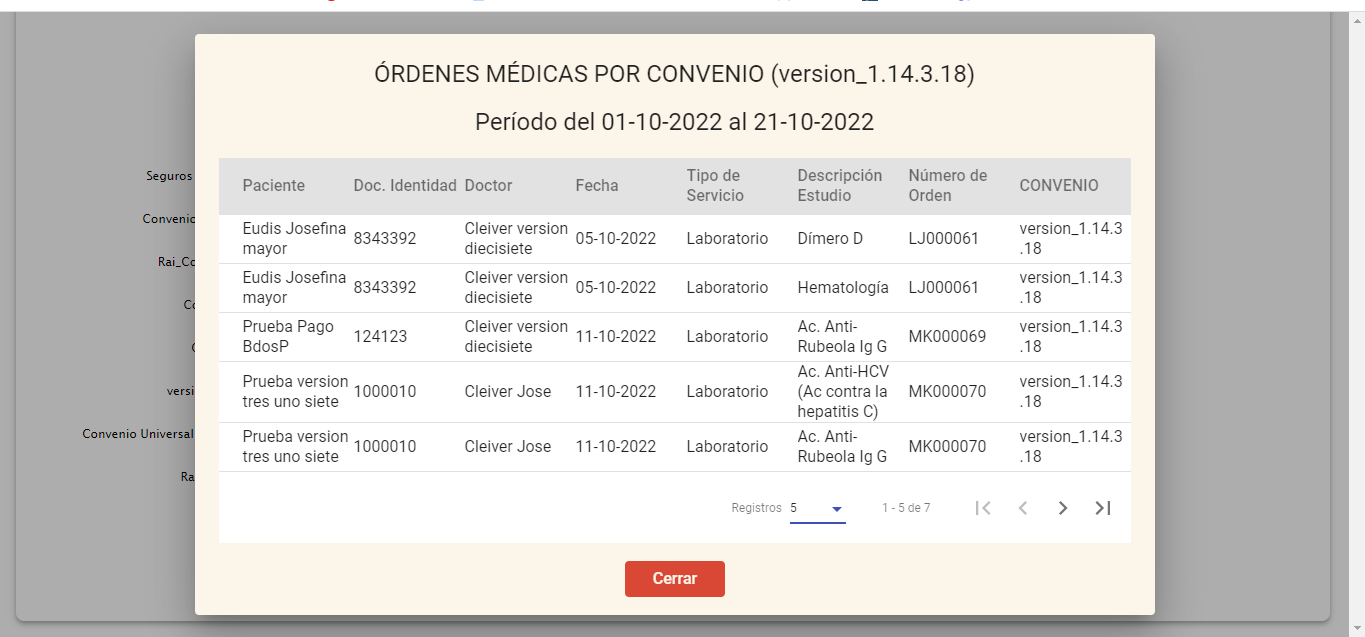 ÓRDENES MÉDICAS POR CONVENIO (version_1.14.3.18)
Período del 01-10-2022 al 21-10-2022
Seguros
Convenio
Rai_Co
Co
versi
Convenio Universal
Ra
Paciente Doc. Identidad Doctor Fecha Tipo de Servicio Descripción Estudio Número de Orden CONVENIO
Eudis Josefina mayor 8343392 Cleiver version diecisiete 05-10-2022 Laboratorio Dímero D LJ000061 version_1.14.3.18
Eudis Josefina mayor 8343392 Cleiver version diecisiete 05-10-2022 Laboratorio Hematología LJ000061 version_1.14.3.18
Prueba Pago BdosP 124123 Cleiver version diecisiete 11-10-2022 Laboratorio Ac. Anti-Rubeola Ig G MK000069 version_1.14.3.18
Prueba version tres uno siete 1000010 Cleiver Jose 11-10-2022 Laboratorio Ac. Anti-HCV (Ac contra la hepatitis C) MK000070 version_1.14.3.18
Prueba version tres uno siete 1000010 Cleiver Jose 11-10-2022 Laboratorio Ac. Anti-Rubeola Ig G MK000070 version_1.14.3.18
Registros 5 1 - 5 de 7
Cerrar